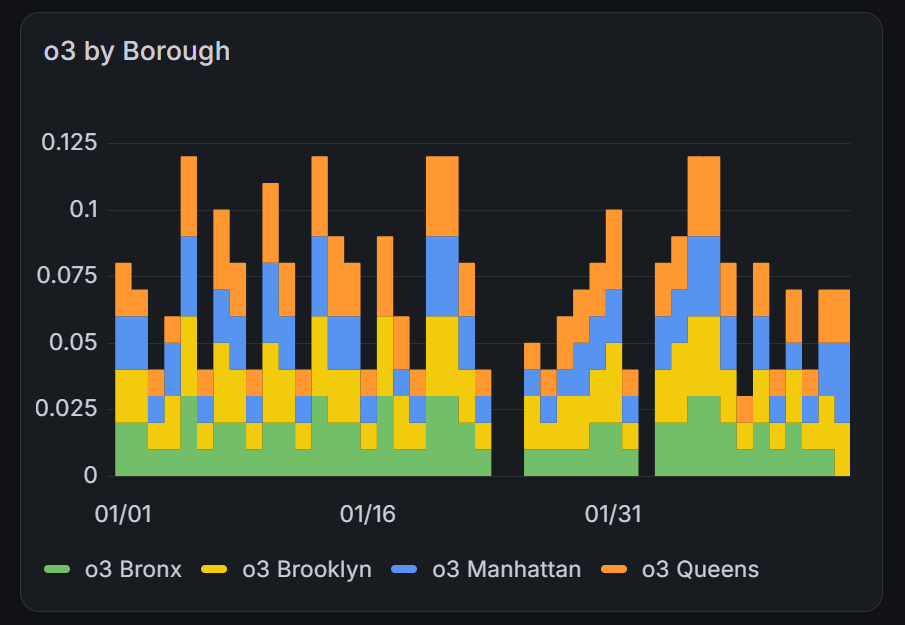 o3 by Borough
0.125
0.1
0.075
0.05
0.025
0
01/01 01/16 01/31
o3 Bronx o3 Brooklyn o3 Manhattan o3 Queens